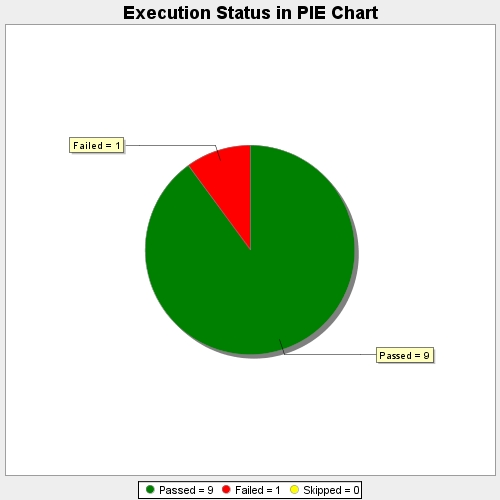 Execution Status in PIE Chart
Failed = 1
Passed = 9
Passed = 9 Failed = 1 Skipped = 0